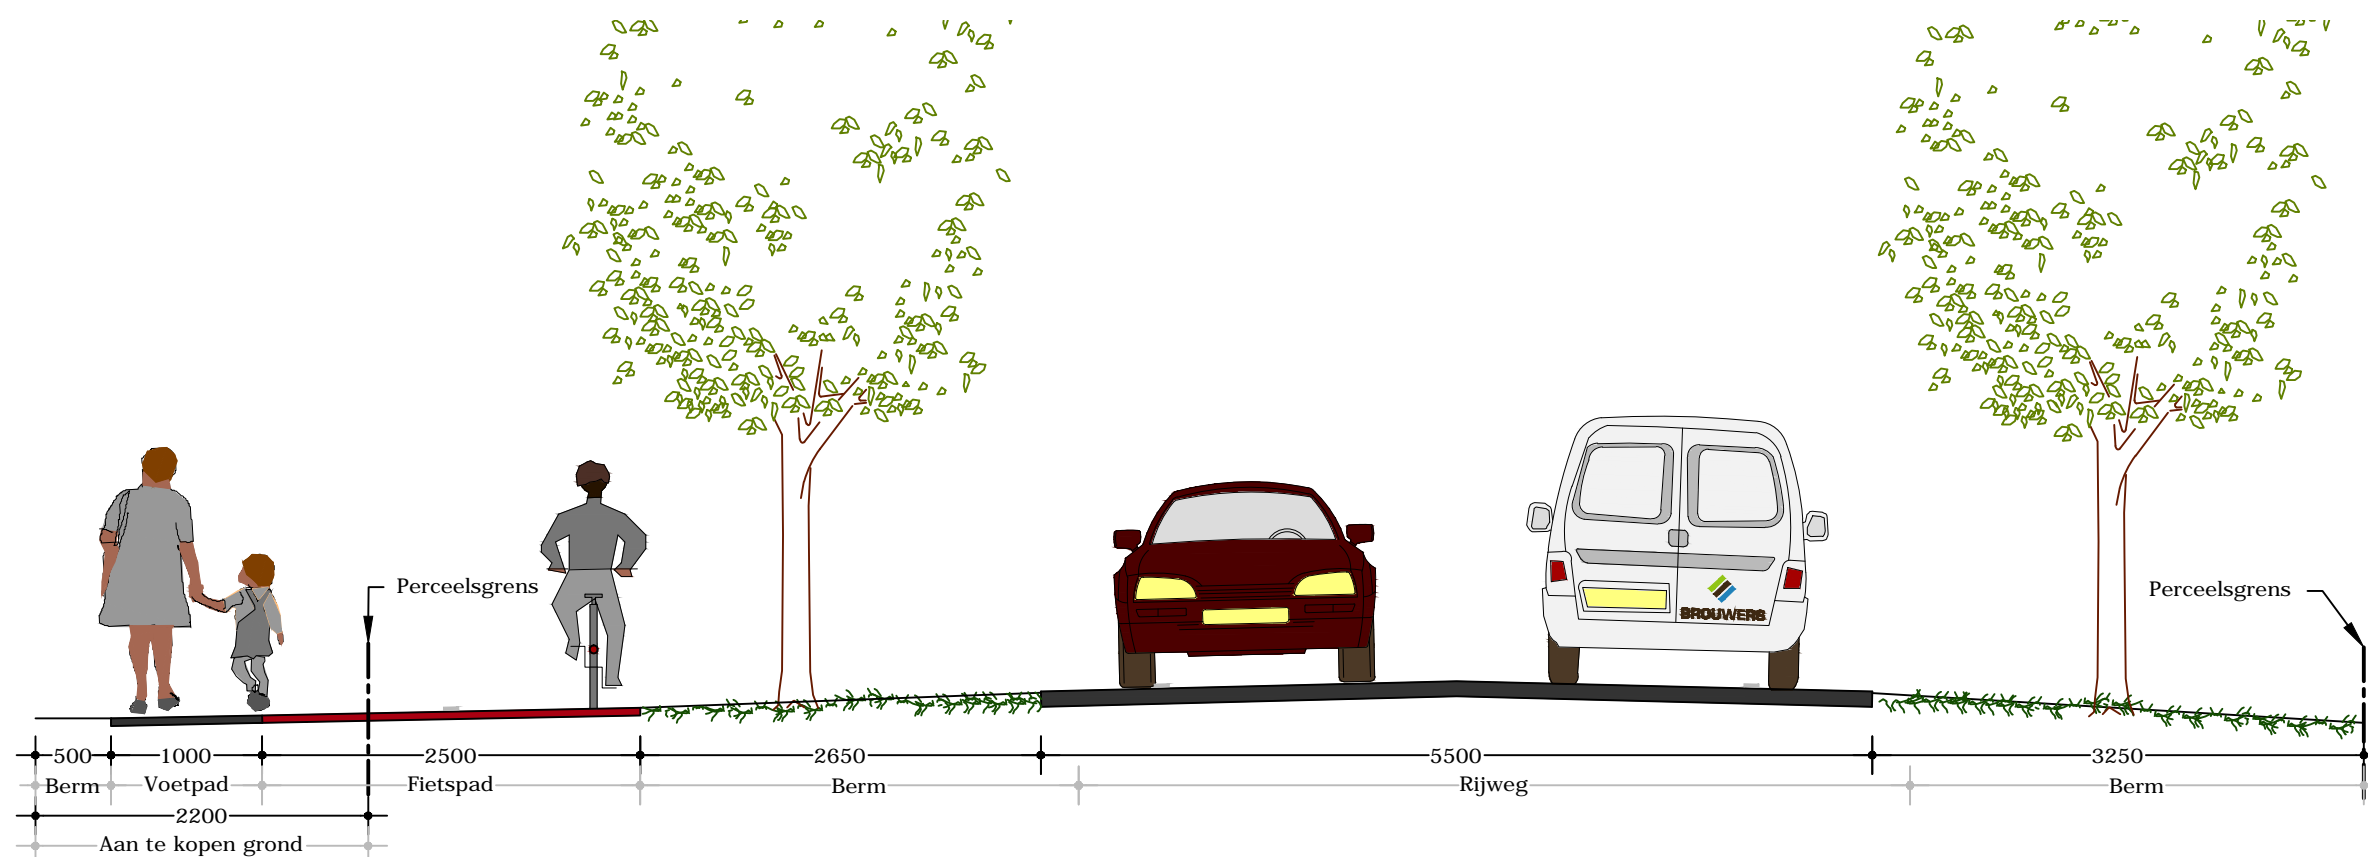 Perceelsgrens
Perceelsgrens
BROUWERS
500 1000 2500 2650 5500 3250
Berm Voetpad Fietspad Berm Rijweg Berm
2200
Aan te kopen grond